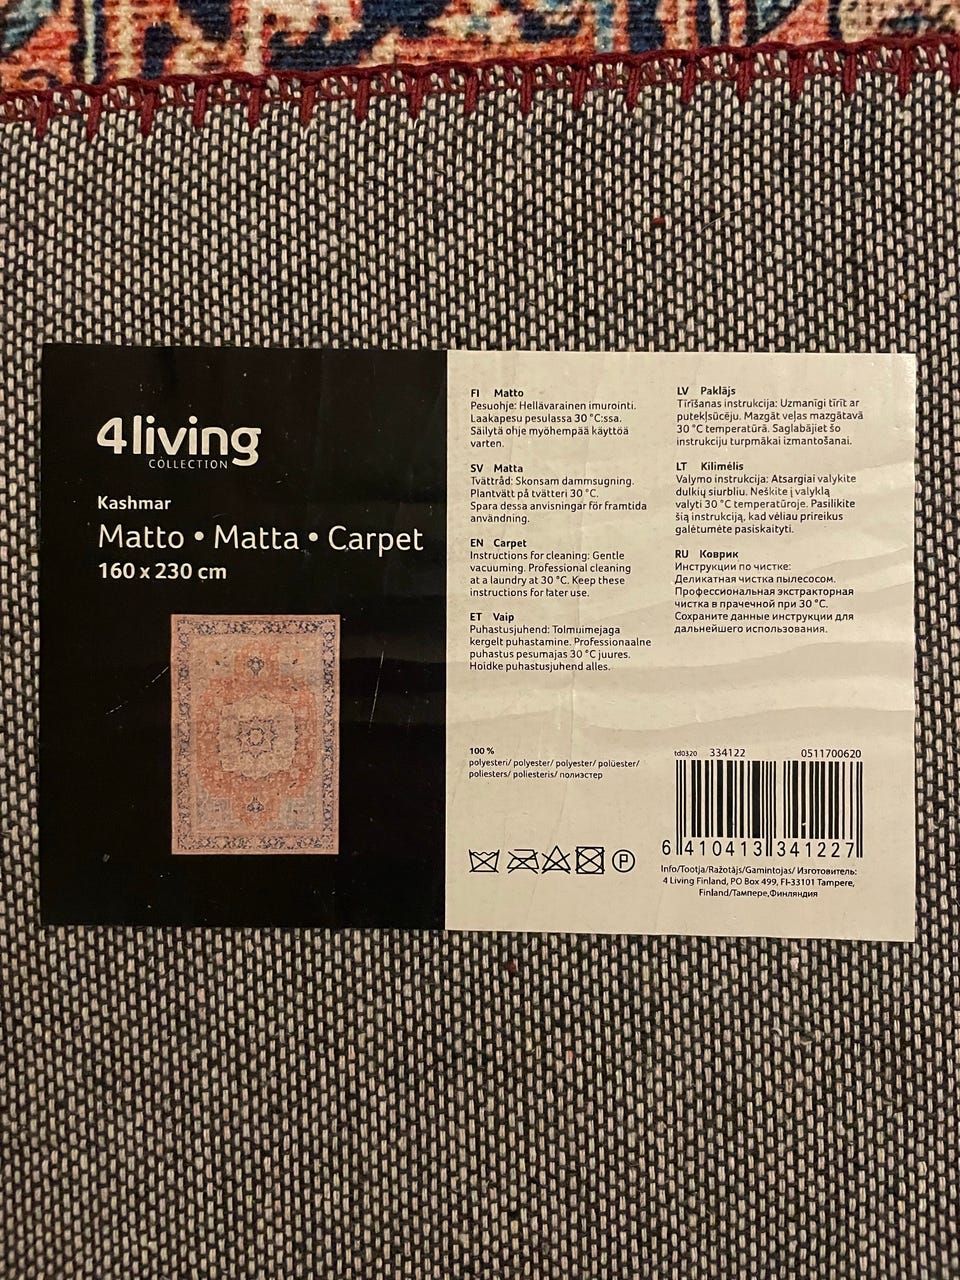 4living
COLLECTION
Kashmar
Matto • Matta • Carpet
160 x 230 cm
FI Matto
Pesuohje: Hellävarainen imurointi.
Laakapesu pesulassa 30 °C:ssa.
Säilytä ohje myöhempää käyttöä
varten.
SV Matta
Tvättråd: Skonsam dammsugning.
Plantvätt på tvätteri 30 °C.
Spara dessa anvisningar för framtida
användning.
EN Carpet
Instructions for cleaning: Gentle
vacuuming. Professional cleaning
at a laundry at 30 °C. Keep these
instructions for later use.
ET Vaip
Puhastusjuhend: Tolmuimejaga
kergelt puhastamine. Professionaalne
puhastus pesumajas 30 °C juures.
Hoidke puhastusjuhend alles.
LV Paklājs
Tīrīšanas instrukcija: Uzmanīgi tīrīt ar
putekļsūcēju. Mazgāt veļas mazgātavā
30 °C temperatūrā. Saglabājiet šo
instrukciju turpmākai izmantošanai.
LT Kilimėlis
Valymo instrukcija: Atsargiai valykite
dulkių siurbliu. Neškite į valyklą
valyti 30 °C temperatūroje. Pasilikite
šią instrukciją, kad vėliau prireikus
galėtumėte pasiskaityti.
RU Коврик
Инструкции по чистке:
Деликатная чистка пылесосом.
Профессиональная экстракторная
чистка в прачечной при 30 °C.
Сохраните данные инструкции для
дальнейшего использования.
100 %
polyesteri/ polyester/ polyester/ polüester/
poliesters/ poliesteris/ полиэстер
P
td0320 334122 0511700620
6 410413 341227
Info/Tootja/Ražotājs/Gamintojas/ Изготовитель:
4 Living Finland, PO Box 499, FI-33101 Tampere,
Finland/Тампере,Финляндия